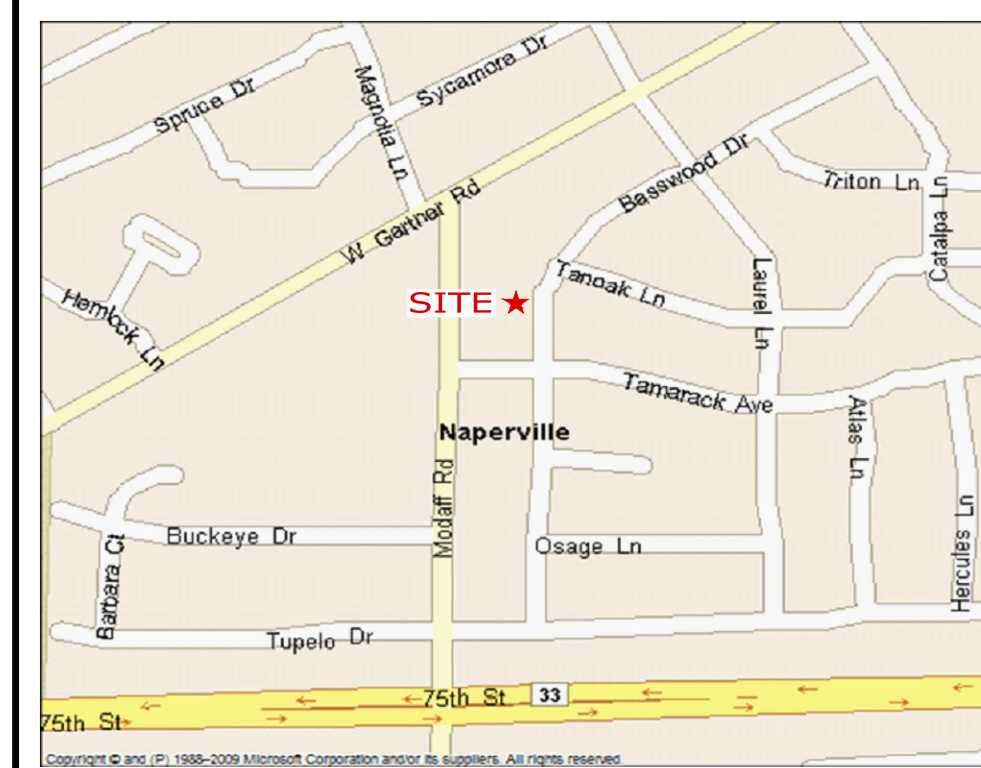 Spruce Dr
Magnolia Ln
Sycamore Dr
W Gartner Rd
Basswood Dr
Triton Ln
Catalpa Ln
Hemlock Ln
SITE
Tanoak Ln
Laurel Ln
Tamarack Ave
Naperville
Atlas Ln
Modaff Rd
Buckeye Dr
Osage Ln
Barbara Ct
Hercules Ln
Tupelo Dr
75th St
33
75th St
Copyright © and (P) 1988–2009 Microsoft Corporation and/or its suppliers. All rights reserved.